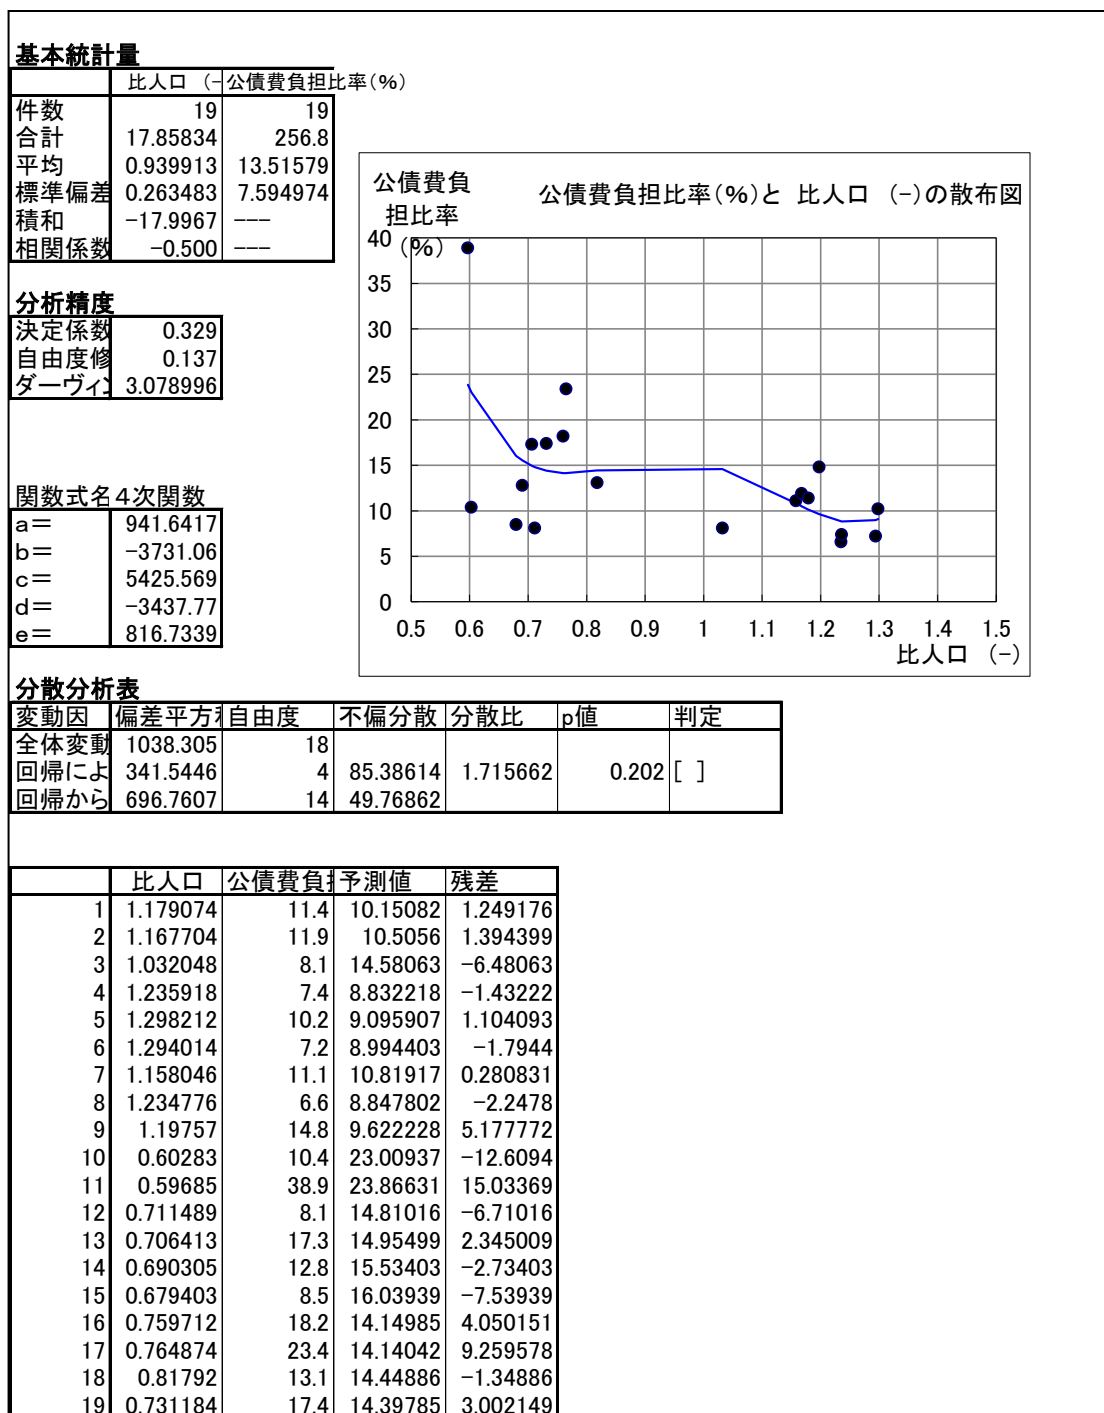 基本統計量
比人口 (- 公債費負担比率(%)
件数 19 19
合計 17.85834 256.8
平均 0.939913 13.51579
標準偏差 0.263483 7.594974
積和 -17.9967 ---
相関係数 -0.500 ---
分析精度
決定係数 0.329
自由度修 0.137
ダーヴィン 3.078996
関数式名 4次関数
a= 941.6417
b= -3731.06
c= 5425.569
d= -3437.77
e= 816.7339
公債費負
担比率
(%)
公債費負担比率(%)と 比人口 (-)の散布図
40
35
30
25
20
15
10
5
0
0.5 0.6 0.7 0.8 0.9 1 1.1 1.2 1.3 1.4 1.5
比人口 (-)
分散分析表
変動因 偏差平方 自由度 不偏分散 分散比 p値 判定
全体変動 1038.305 18
回帰によ 341.5446 4 85.38614 1.715662 0.202 [ ]
回帰から 696.7607 14 49.76862
比人口 公債費負 予測値 残差
1 1.179074 11.4 10.15082 1.249176
2 1.167704 11.9 10.5056 1.394399
3 1.032048 8.1 14.58063 -6.48063
4 1.235918 7.4 8.832218 -1.43222
5 1.298212 10.2 9.095907 1.104093
6 1.294014 7.2 8.994403 -1.7944
7 1.158046 11.1 10.81917 0.280831
8 1.234776 6.6 8.847802 -2.2478
9 1.19757 14.8 9.622228 5.177772
10 0.60283 10.4 23.00937 -12.6094
11 0.59685 38.9 23.86631 15.03369
12 0.711489 8.1 14.81016 -6.71016
13 0.706413 17.3 14.95499 2.345009
14 0.690305 12.8 15.53403 -2.73403
15 0.679403 8.5 16.03939 -7.53939
16 0.759712 18.2 14.14985 4.050151
17 0.764874 23.4 14.14042 9.259578
18 0.81792 13.1 14.44886 -1.34886
19 0.731184 17.4 14.39785 3.002149